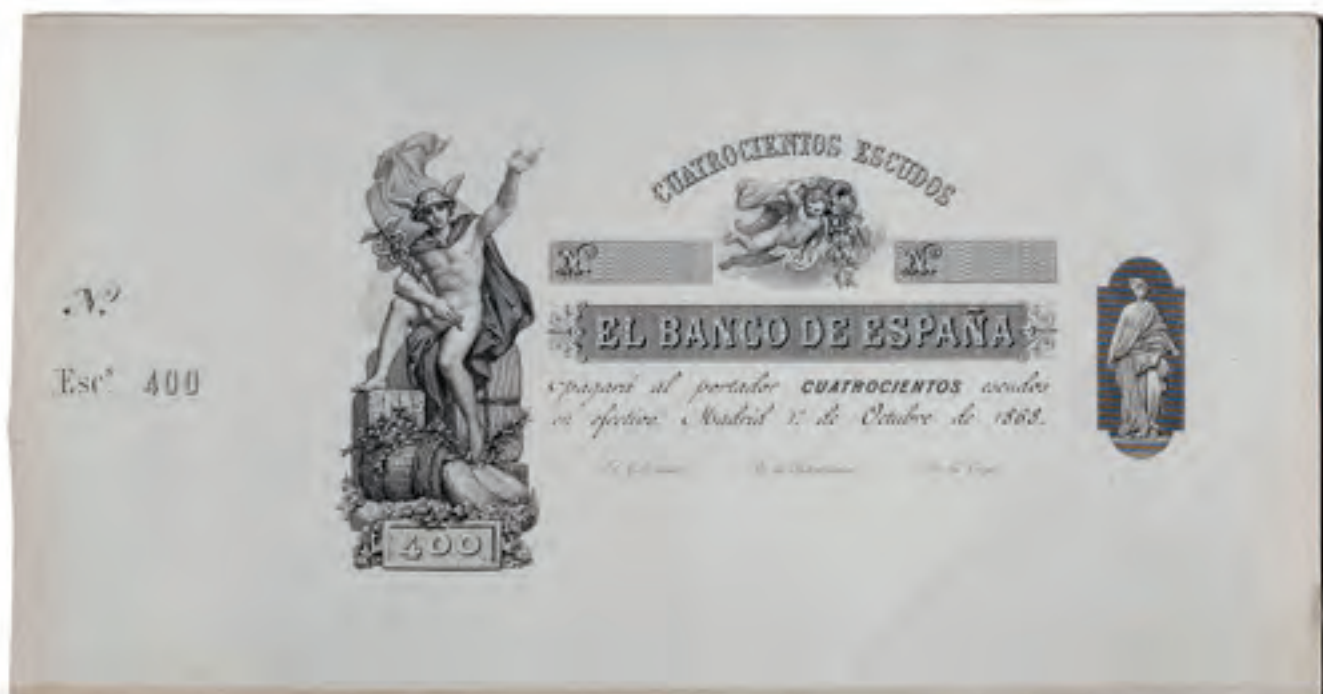 CUATROCIENTOS ESCUDOS
Nº Nº
Nº
EL BANCO DE ESPAÑA
Escˢ 400
pagará al portador CUATROCIENTOS escudos
en efectivo. Madrid 1º de Octubre de 1868.
400